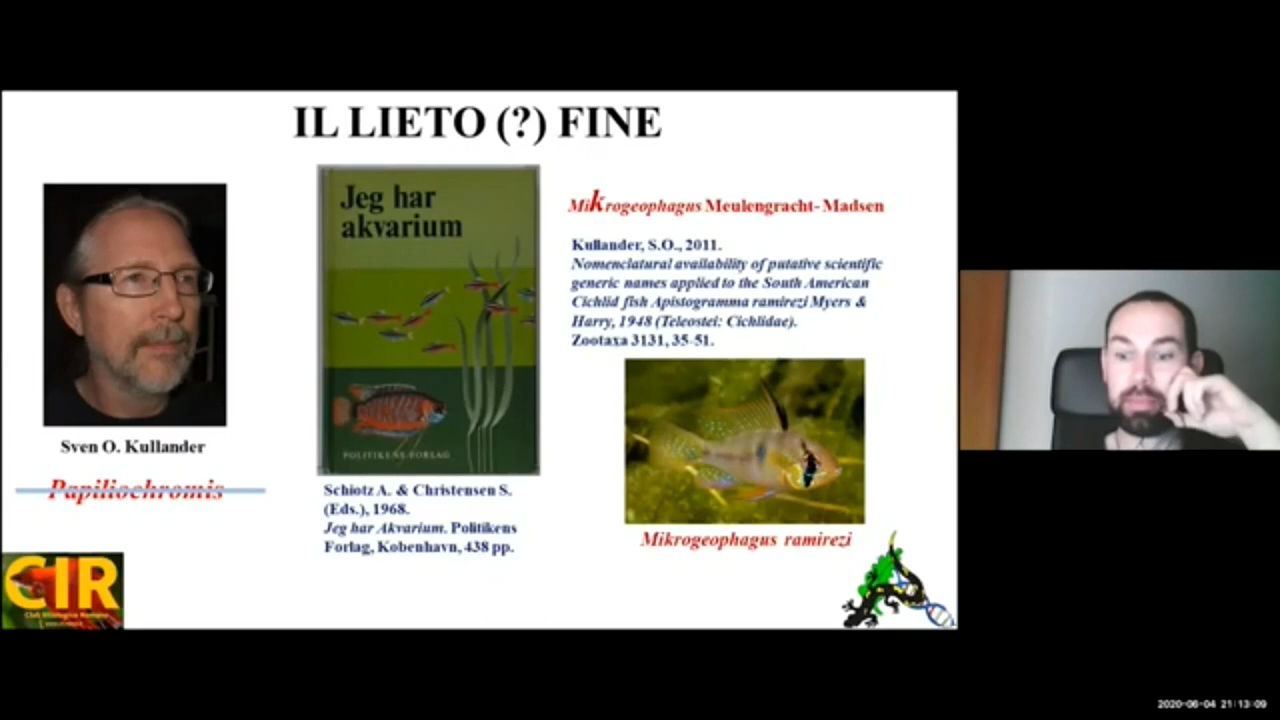 IL LIETO (?) FINE
Jeg har
akvarium
POLITIKENS FORLAG
Sven O. Kullander
Papiliochromis
Schiotz A. & Christensen S.
(Eds.), 1968.
Jeg har Akvarium. Politikens
Forlag, Kobenhavn, 438 pp.
Mikrogeophagus Meulengracht- Madsen
Kullander, S.O., 2011.
Nomenclatural availability of putative scientific
generic names applied to the South American
Cichlid fish Apistogramma ramirezi Myers &
Harry, 1948 (Teleostei: Cichlidae).
Zootaxa 3131, 35-51.
Mikrogeophagus ramirezi
CIR
2020-06-04 21:13:09